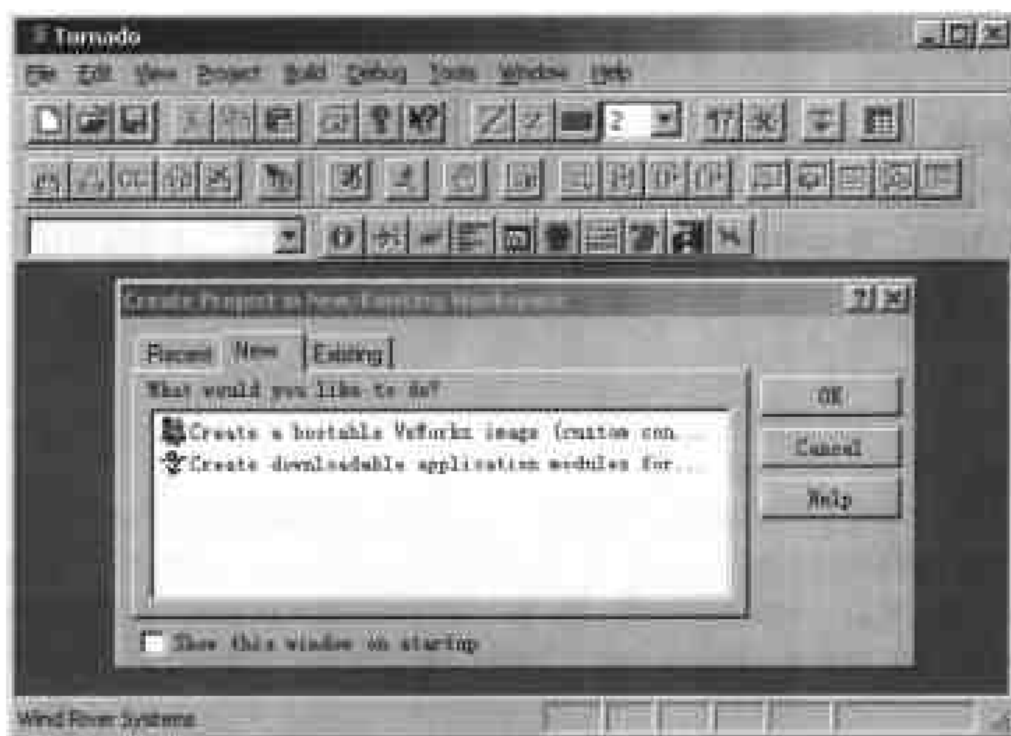 Tornado
File Edit View Project Build Debug Tools Window Help
2
Create Project in New/Existing Workspace
Recent New Existing
What would you like to do?
Create a bootable VxWorks image (custom con...
Create downloadable application modules for...
OK
Cancel
Help
Show this window on startup
Wind River Systems